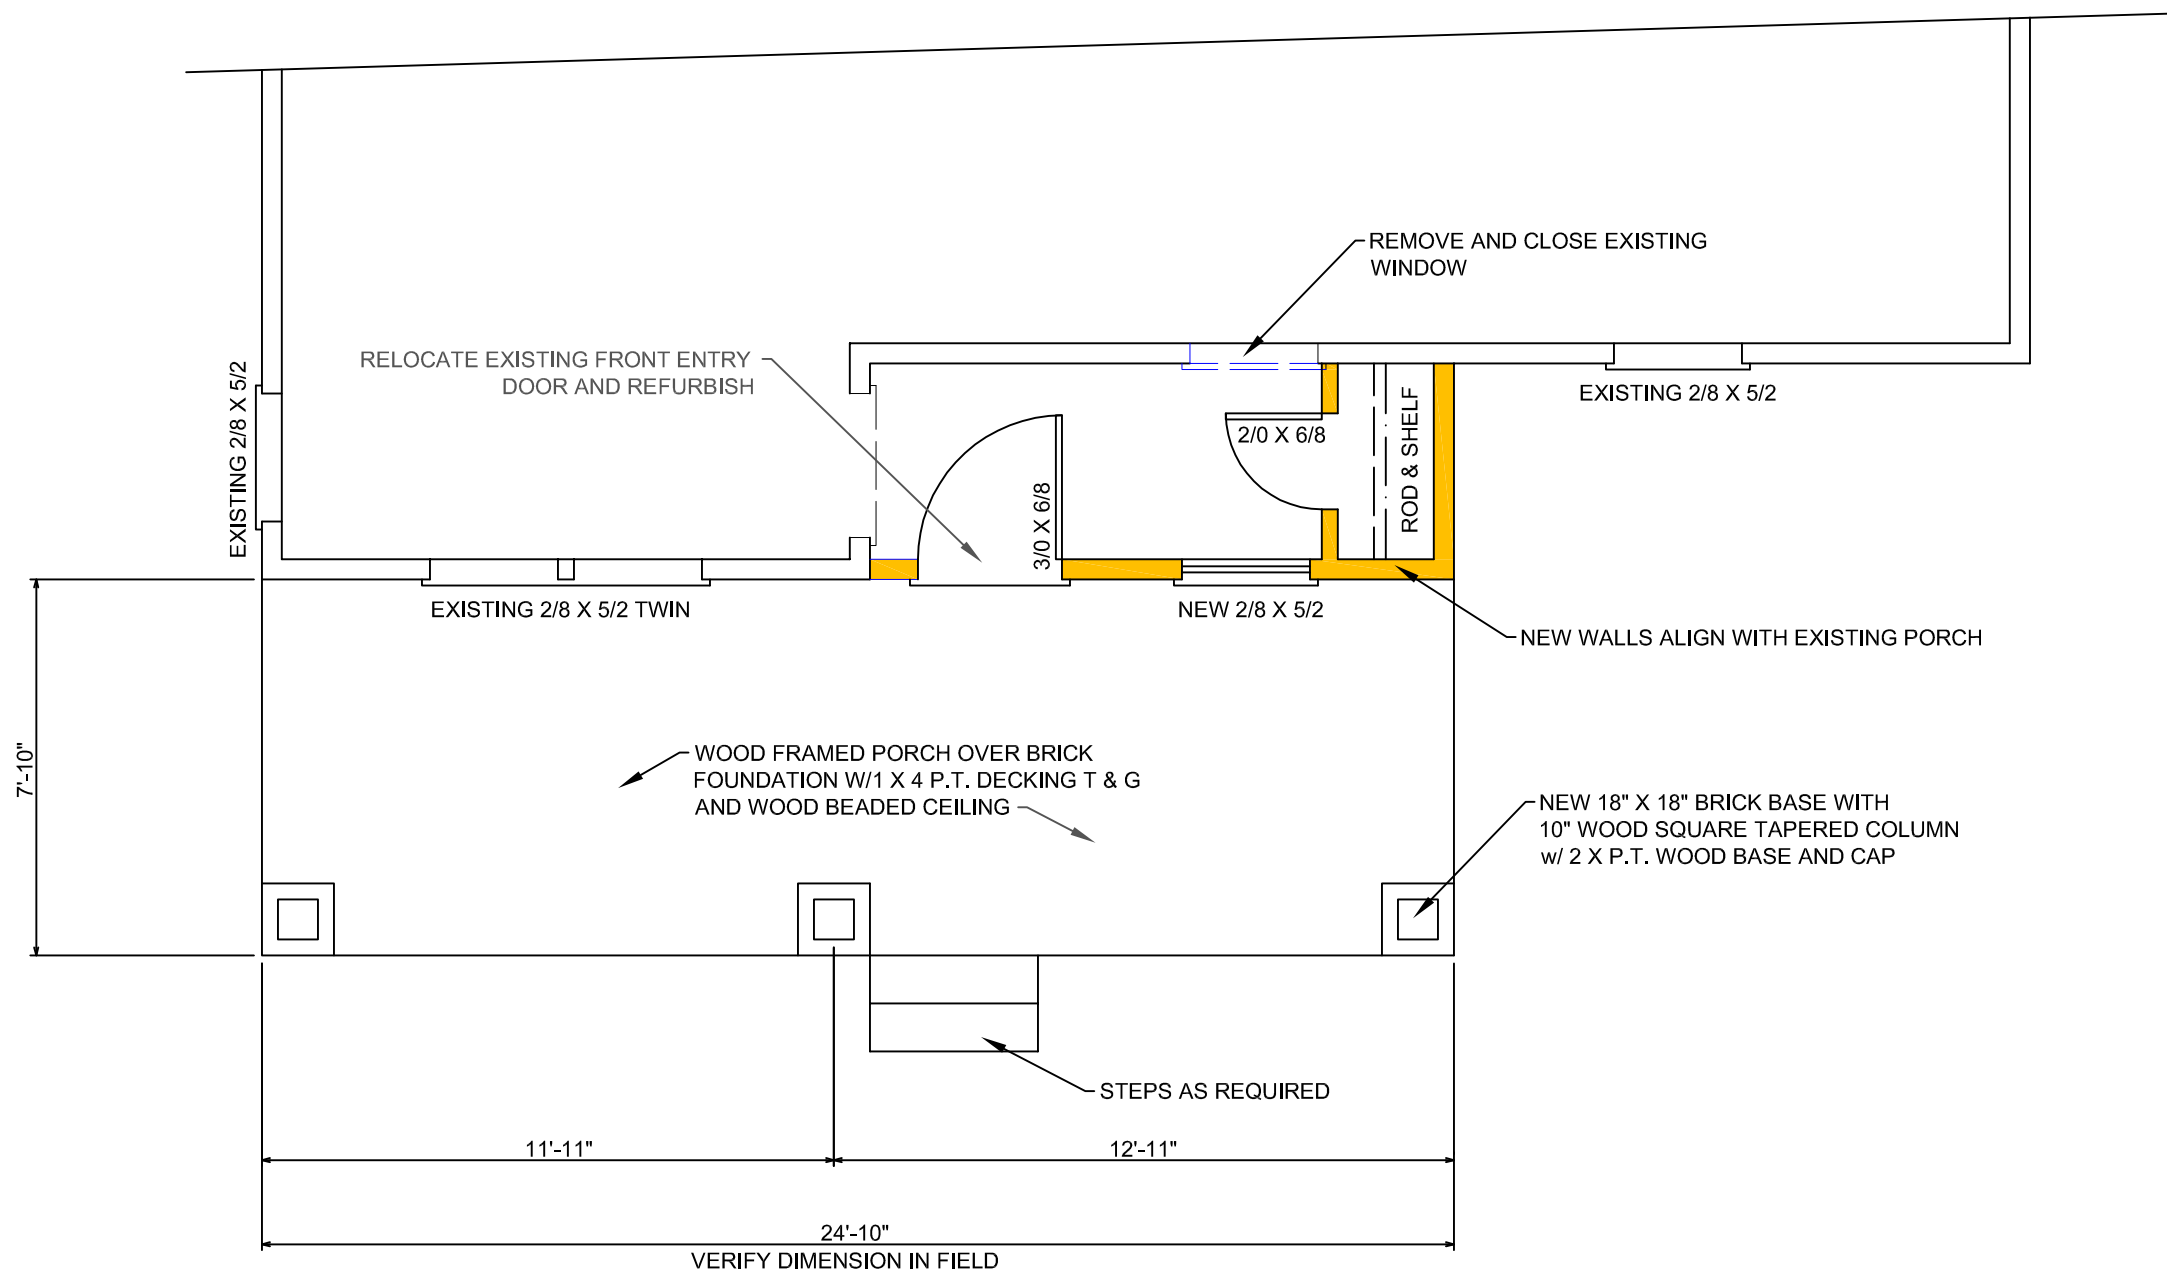 REMOVE AND CLOSE EXISTING
WINDOW
RELOCATE EXISTING FRONT ENTRY
DOOR AND REFURBISH
EXISTING 2/8 X 5/2
EXISTING 2/8 X 5/2
2/0 X 6/8
ROD & SHELF
3/0 X 6/8
EXISTING 2/8 X 5/2 TWIN
NEW 2/8 X 5/2
NEW WALLS ALIGN WITH EXISTING PORCH
7'-10"
WOOD FRAMED PORCH OVER BRICK
FOUNDATION W/1 X 4 P.T. DECKING T & G
AND WOOD BEADED CEILING
NEW 18" X 18" BRICK BASE WITH
10" WOOD SQUARE TAPERED COLUMN
w/ 2 X P.T. WOOD BASE AND CAP
STEPS AS REQUIRED
11'-11"
12'-11"
24'-10"
VERIFY DIMENSION IN FIELD